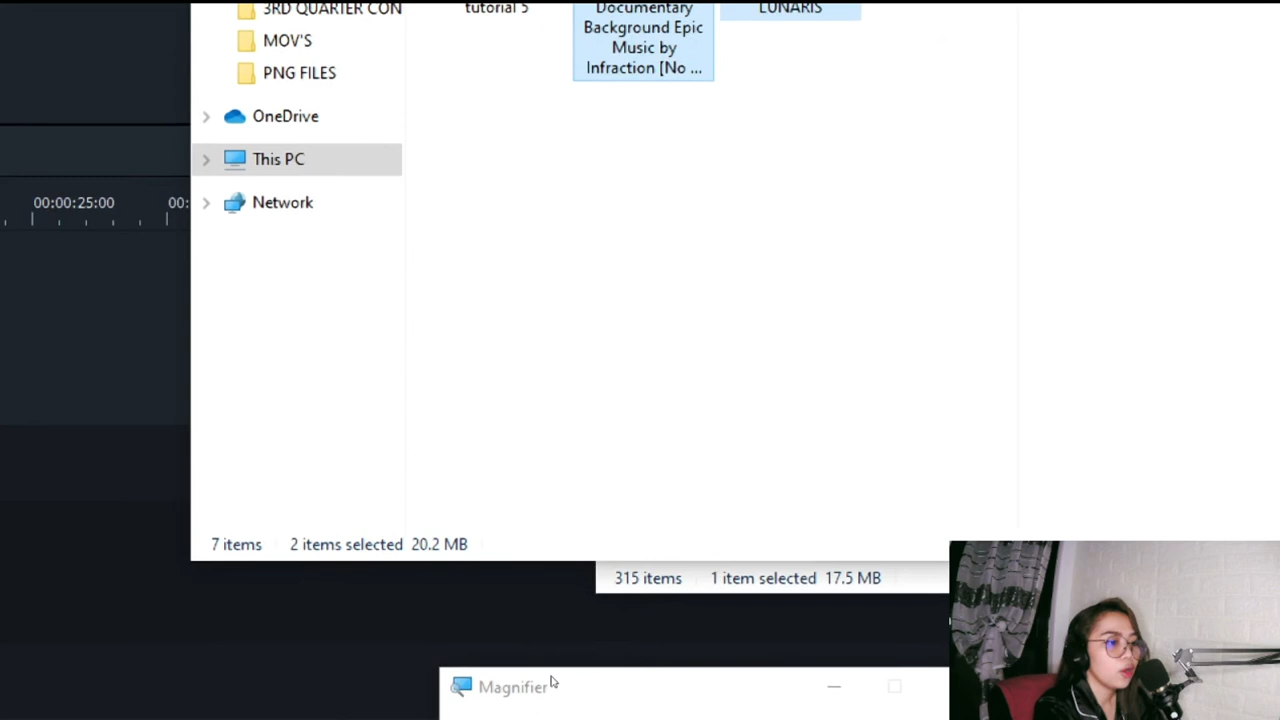 3RD QUARTER CON
tutorial 5
Documentary
LUNARIS
Background Epic
MOV'S
Music by
Infraction [No ...
PNG FILES
OneDrive
This PC
00:00:25:00
00:
Network
7 items
2 items selected 20.2 MB
315 items
1 item selected 17.5 MB
Magnifier